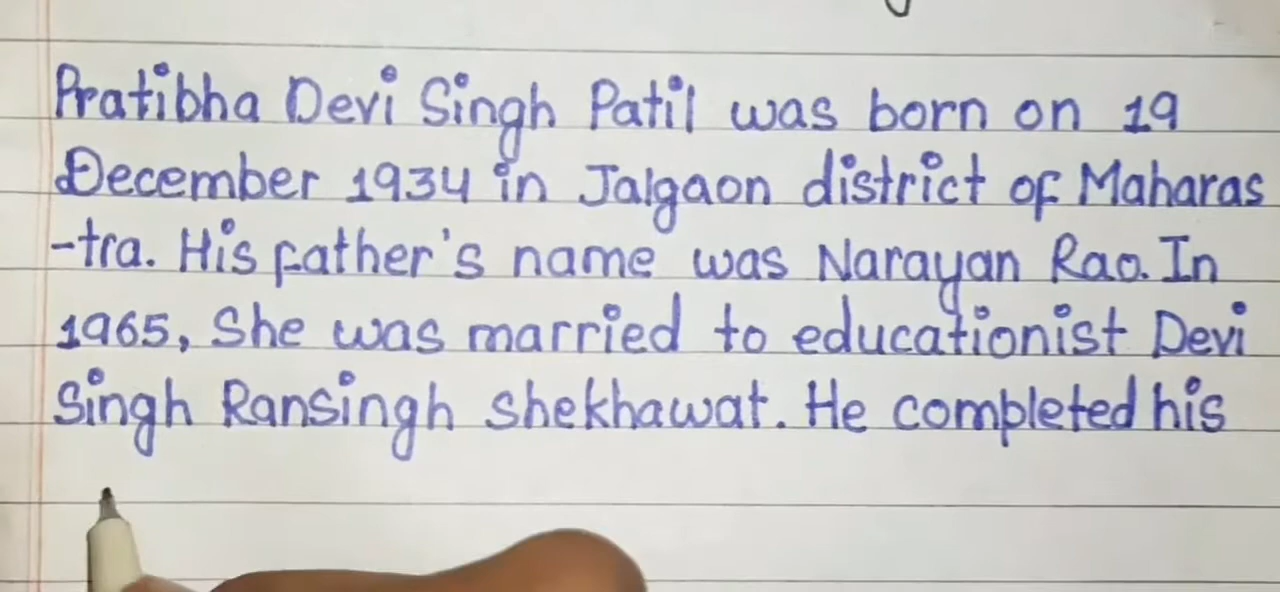 Pratibha Devi Singh Patil was born on 19
December 1934 in Jalgaon district of Maharas
-tra. His father's name was Narayan Rao. In
1965, She was married to educationist Devi
Singh Ransingh shekhawat. He completed his